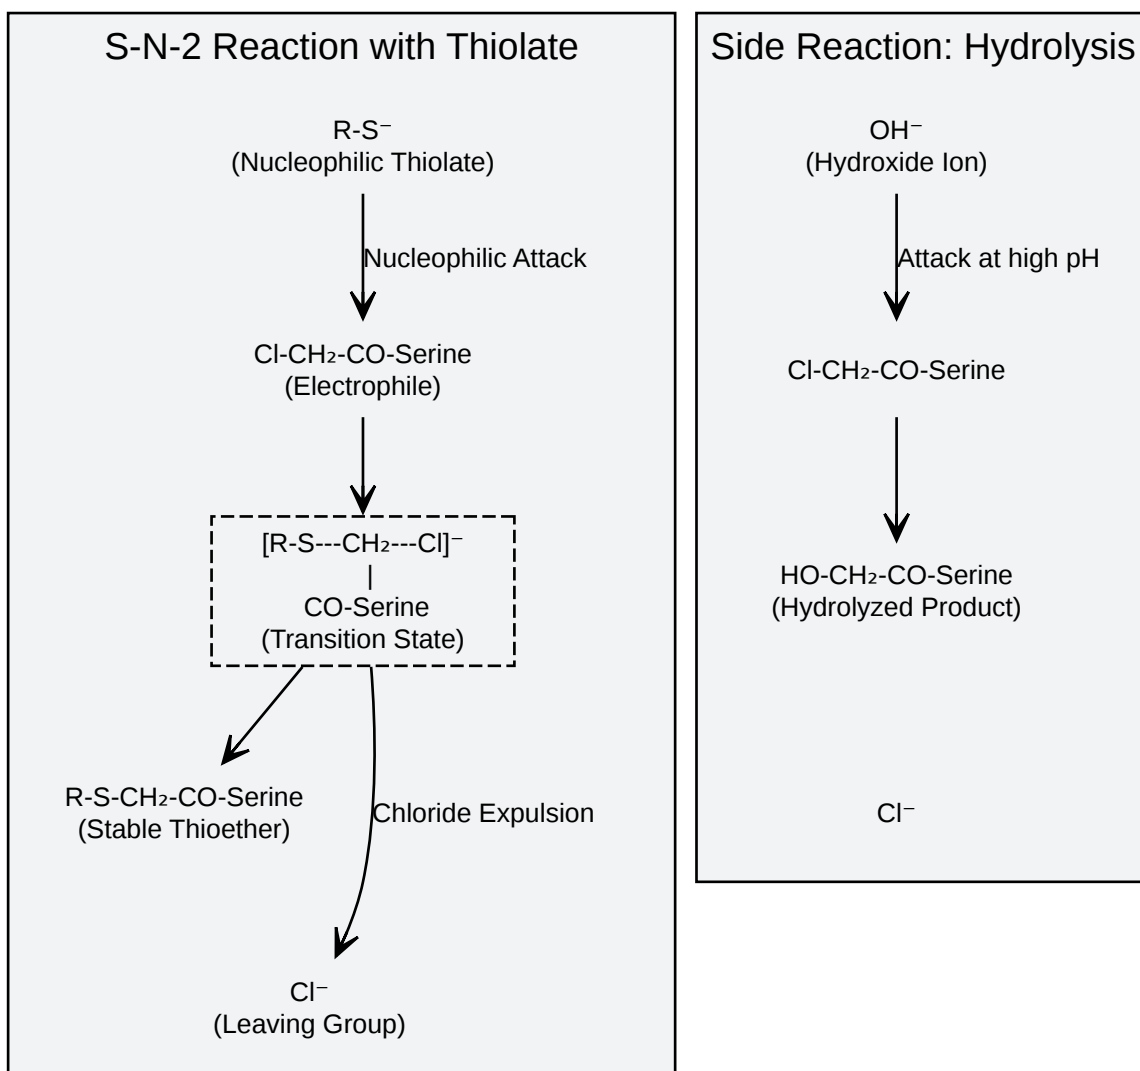 S-N-2 Reaction with Thiolate
R-S⁻
(Nucleophilic Thiolate)
Nucleophilic Attack
Cl-CH₂-CO-Serine
(Electrophile)
[R-S---CH₂---Cl]⁻
|
CO-Serine
(Transition State)
R-S-CH₂-CO-Serine
(Stable Thioether)
Chloride Expulsion
Cl⁻
(Leaving Group)
Side Reaction: Hydrolysis
OH⁻
(Hydroxide Ion)
Attack at high pH
Cl-CH₂-CO-Serine
HO-CH₂-CO-Serine
(Hydrolyzed Product)
Cl⁻